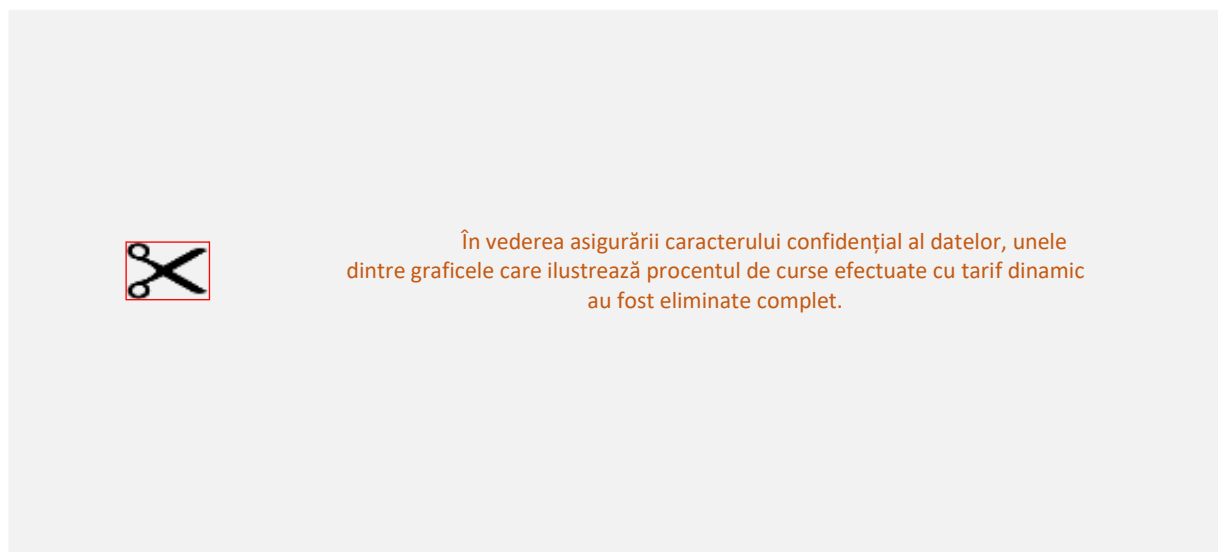 În vederea asigurării caracterului confidențial al datelor, unele
dintre graficele care ilustrează procentul de curse efectuate cu tarif dinamic
au fost eliminate complet.